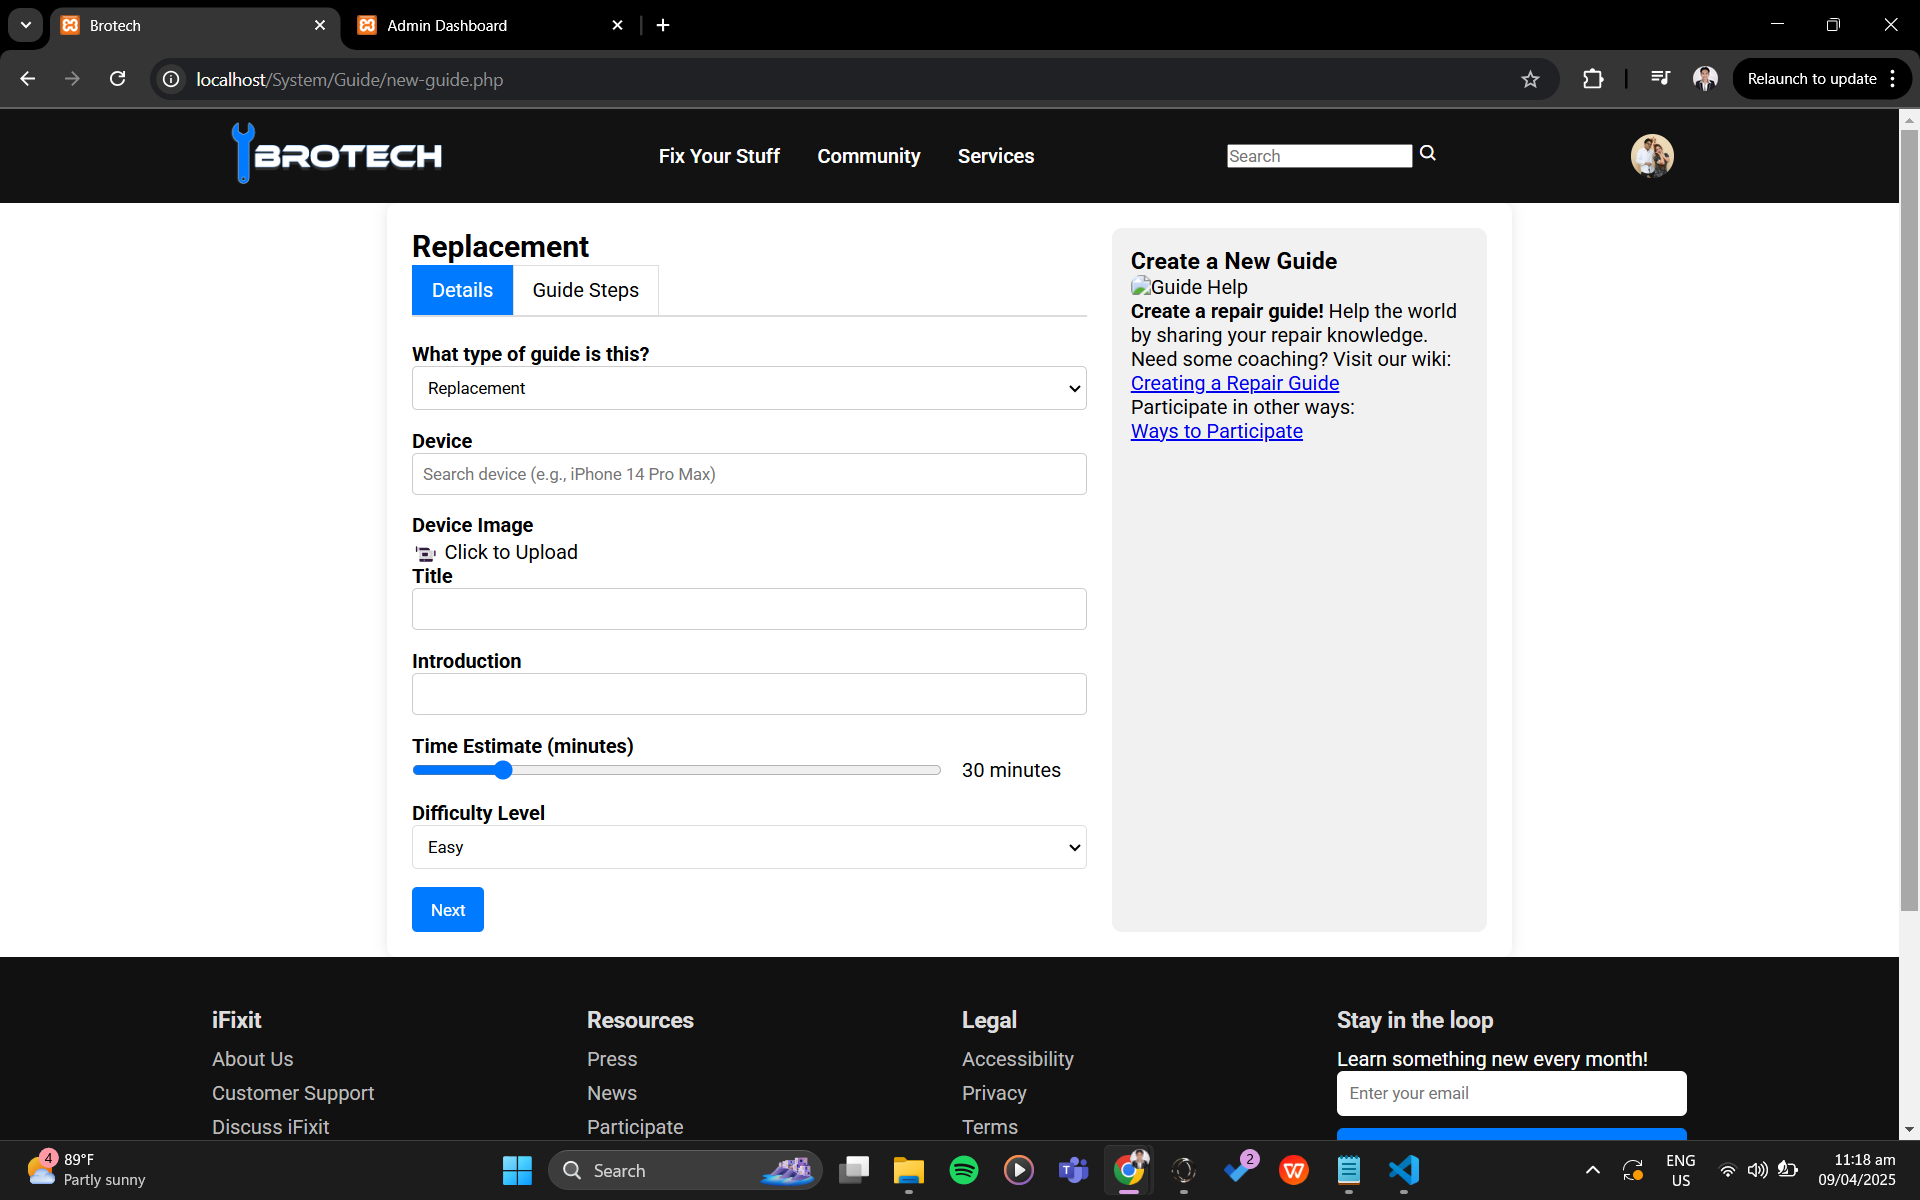 Brotech
Admin Dashboard
localhost/System/Guide/new-guide.php
Relaunch to update
BROTECH
Fix Your Stuff
Community
Services
Search
Replacement
Details
Guide Steps
What type of guide is this?
Replacement
Device
Search device (e.g., iPhone 14 Pro Max)
Device Image
Click to Upload
Title
Introduction
Time Estimate (minutes)
30 minutes
Difficulty Level
Easy
Next
Create a New Guide
Guide Help
Create a repair guide! Help the world
by sharing your repair knowledge.
Need some coaching? Visit our wiki:
Creating a Repair Guide
Participate in other ways:
Ways to Participate
iFixit
About Us
Customer Support
Discuss iFixit
Resources
Press
News
Participate
Legal
Accessibility
Privacy
Terms
Stay in the loop
Learn something new every month!
Enter your email
4
89°F
Partly sunny
Search
2
ENG
US
11:18 am
09/04/2025